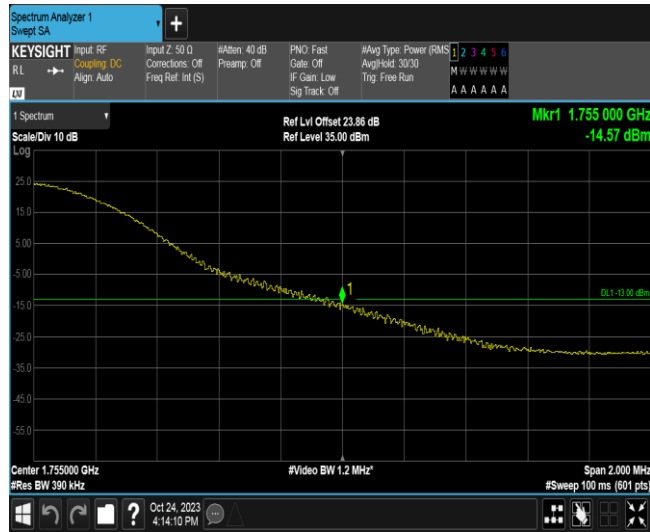 Spectrum Analyzer 1
Swept SA
+
KEYSIGHT
RL
LXI
Input: RF
Coupling: DC
Align: Auto
Input Z: 50 Ω
Corrections: Off
Freq Ref: Int (S)
#Atten: 40 dB
Preamp: Off
PNO: Fast
Gate: Off
IF Gain: Low
Sig Track: Off
#Avg Type: Power (RMS
Avg|Hold: 30/30
Trig: Free Run
1 2 3 4 5 6
M W W W W W
A A A A A A
1 Spectrum
Scale/Div 10 dB
Log
Ref Lvl Offset 23.86 dB
Ref Level 35.00 dBm
Mkr1 1.755 000 GHz
-14.57 dBm
25.0
15.0
5.00
-5.00
1
DL1 -13.00 dBm
-15.0
-25.0
-35.0
-45.0
-55.0
Center 1.755000 GHz
#Res BW 390 kHz
#Video BW 1.2 MHz*
Span 2.000 MHz
#Sweep 100 ms (601 pts)
?
Oct 24, 2023
4:14:10 PM